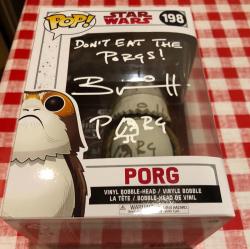 POP!
STAR WARS
198
DON'T EAT THE
PORGS!
PORG
PORG
VINYL BOBBLE-HEAD / VINYLE BOBBLE-
LA TÊTE / BOBBLE-HEAD DE VINIL
WARNING